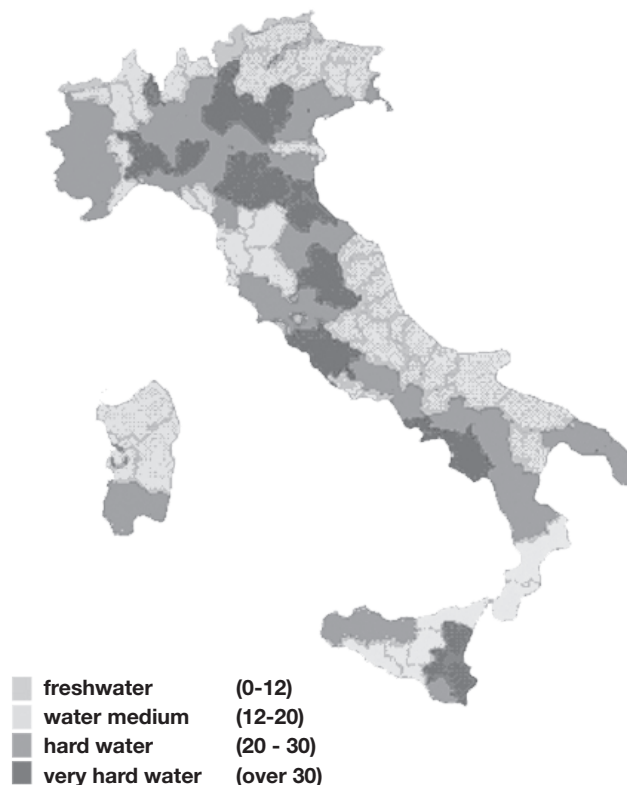 freshwater (0-12)
water medium (12-20)
hard water (20 - 30)
very hard water (over 30)